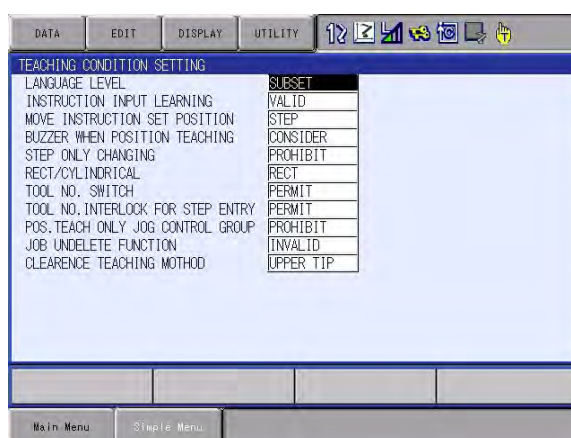 DATA EDIT DISPLAY UTILITY
TEACHING CONDITION SETTING
LANGUAGE LEVEL SUBSET
INSTRUCTION INPUT LEARNING VALID
MOVE INSTRUCTION SET POSITION STEP
BUZZER WHEN POSITION TEACHING CONSIDER
STEP ONLY CHANGING PROHIBIT
RECT/CYLINDRICAL RECT
TOOL NO. SWITCH PERMIT
TOOL NO. INTERLOCK FOR STEP ENTRY PERMIT
POS.TEACH ONLY JOG CONTROL GROUP PROHIBIT
JOB UNDELETE FUNCTION INVALID
CLEARENCE TEACHING MOTHOD UPPER TIP
Main Menu Simple Menu